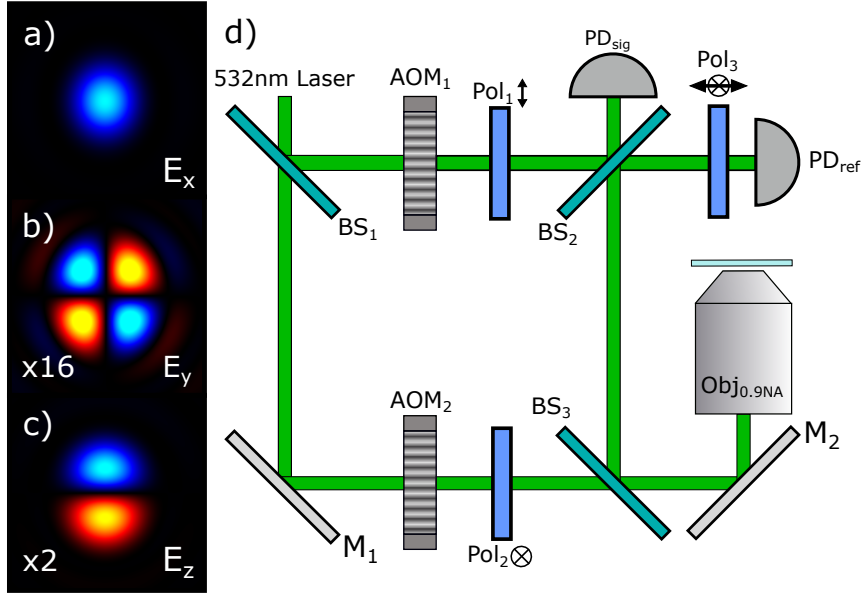 a)
Ex
b)
x16
Ey
c)
x2
Ez
d)
532nm Laser
AOM1
Pol1
PDsig
Pol3
PDref
BS1
BS2
Obj0.9NA
AOM2
BS3
M2
M1
Pol2